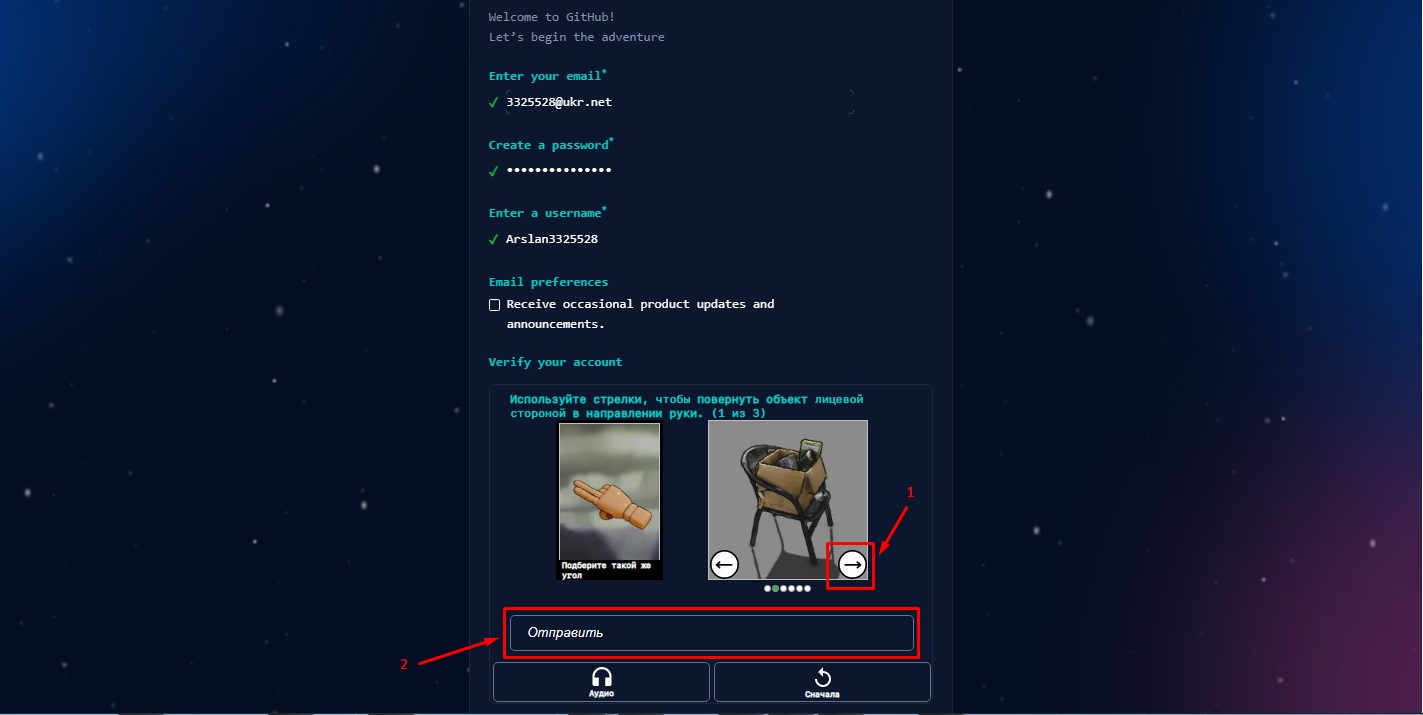 Welcome to GitHub!
Let’s begin the adventure
Enter your email*
✓ 3325528@ukr.net
Create a password*
✓ •••••••••••••••
Enter a username*
✓ Arslan3325528
Email preferences
Receive occasional product updates and
announcements.
Verify your account
Используйте стрелки, чтобы повернуть объект лицевой
стороной в направлении руки. (1 из 3)
Подберите такой же
угол
1
Отправить
2
Аудио
Сначала